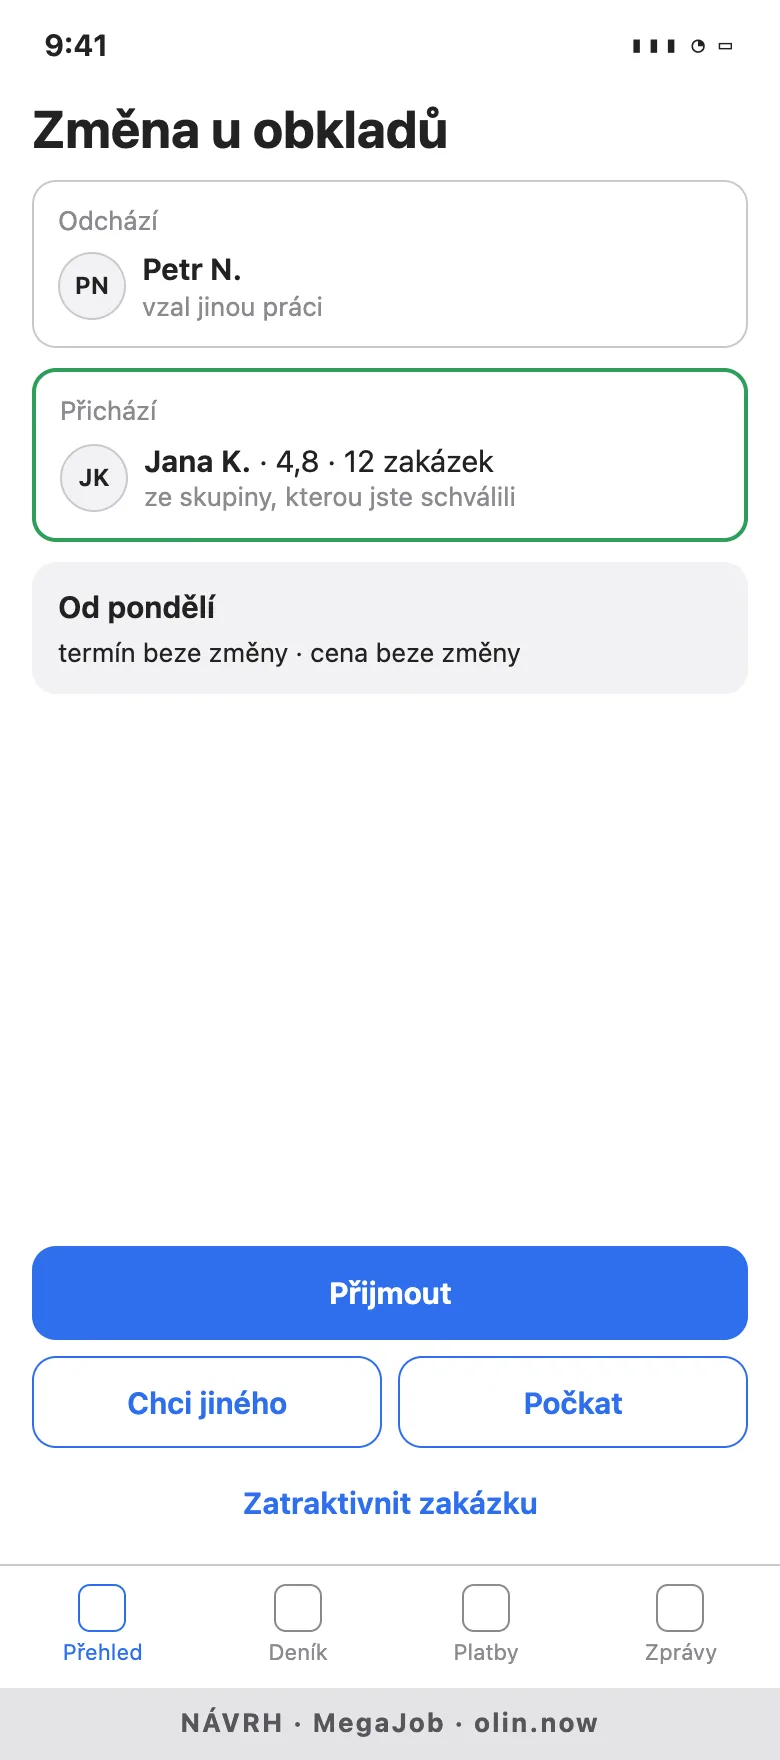 9:41
Změna u obkladů
Odchází
PN
Petr N.
vzal jinou práci
Přichází
JK
Jana K. · 4,8 · 12 zakázek
ze skupiny, kterou jste schválili
Od pondělí
termín beze změny · cena beze změny
Přijmout
Chci jiného
Počkat
Zatraktivnit zakázku
Přehled
Deník
Platby
Zprávy
NÁVRH · MegaJob · olin.now